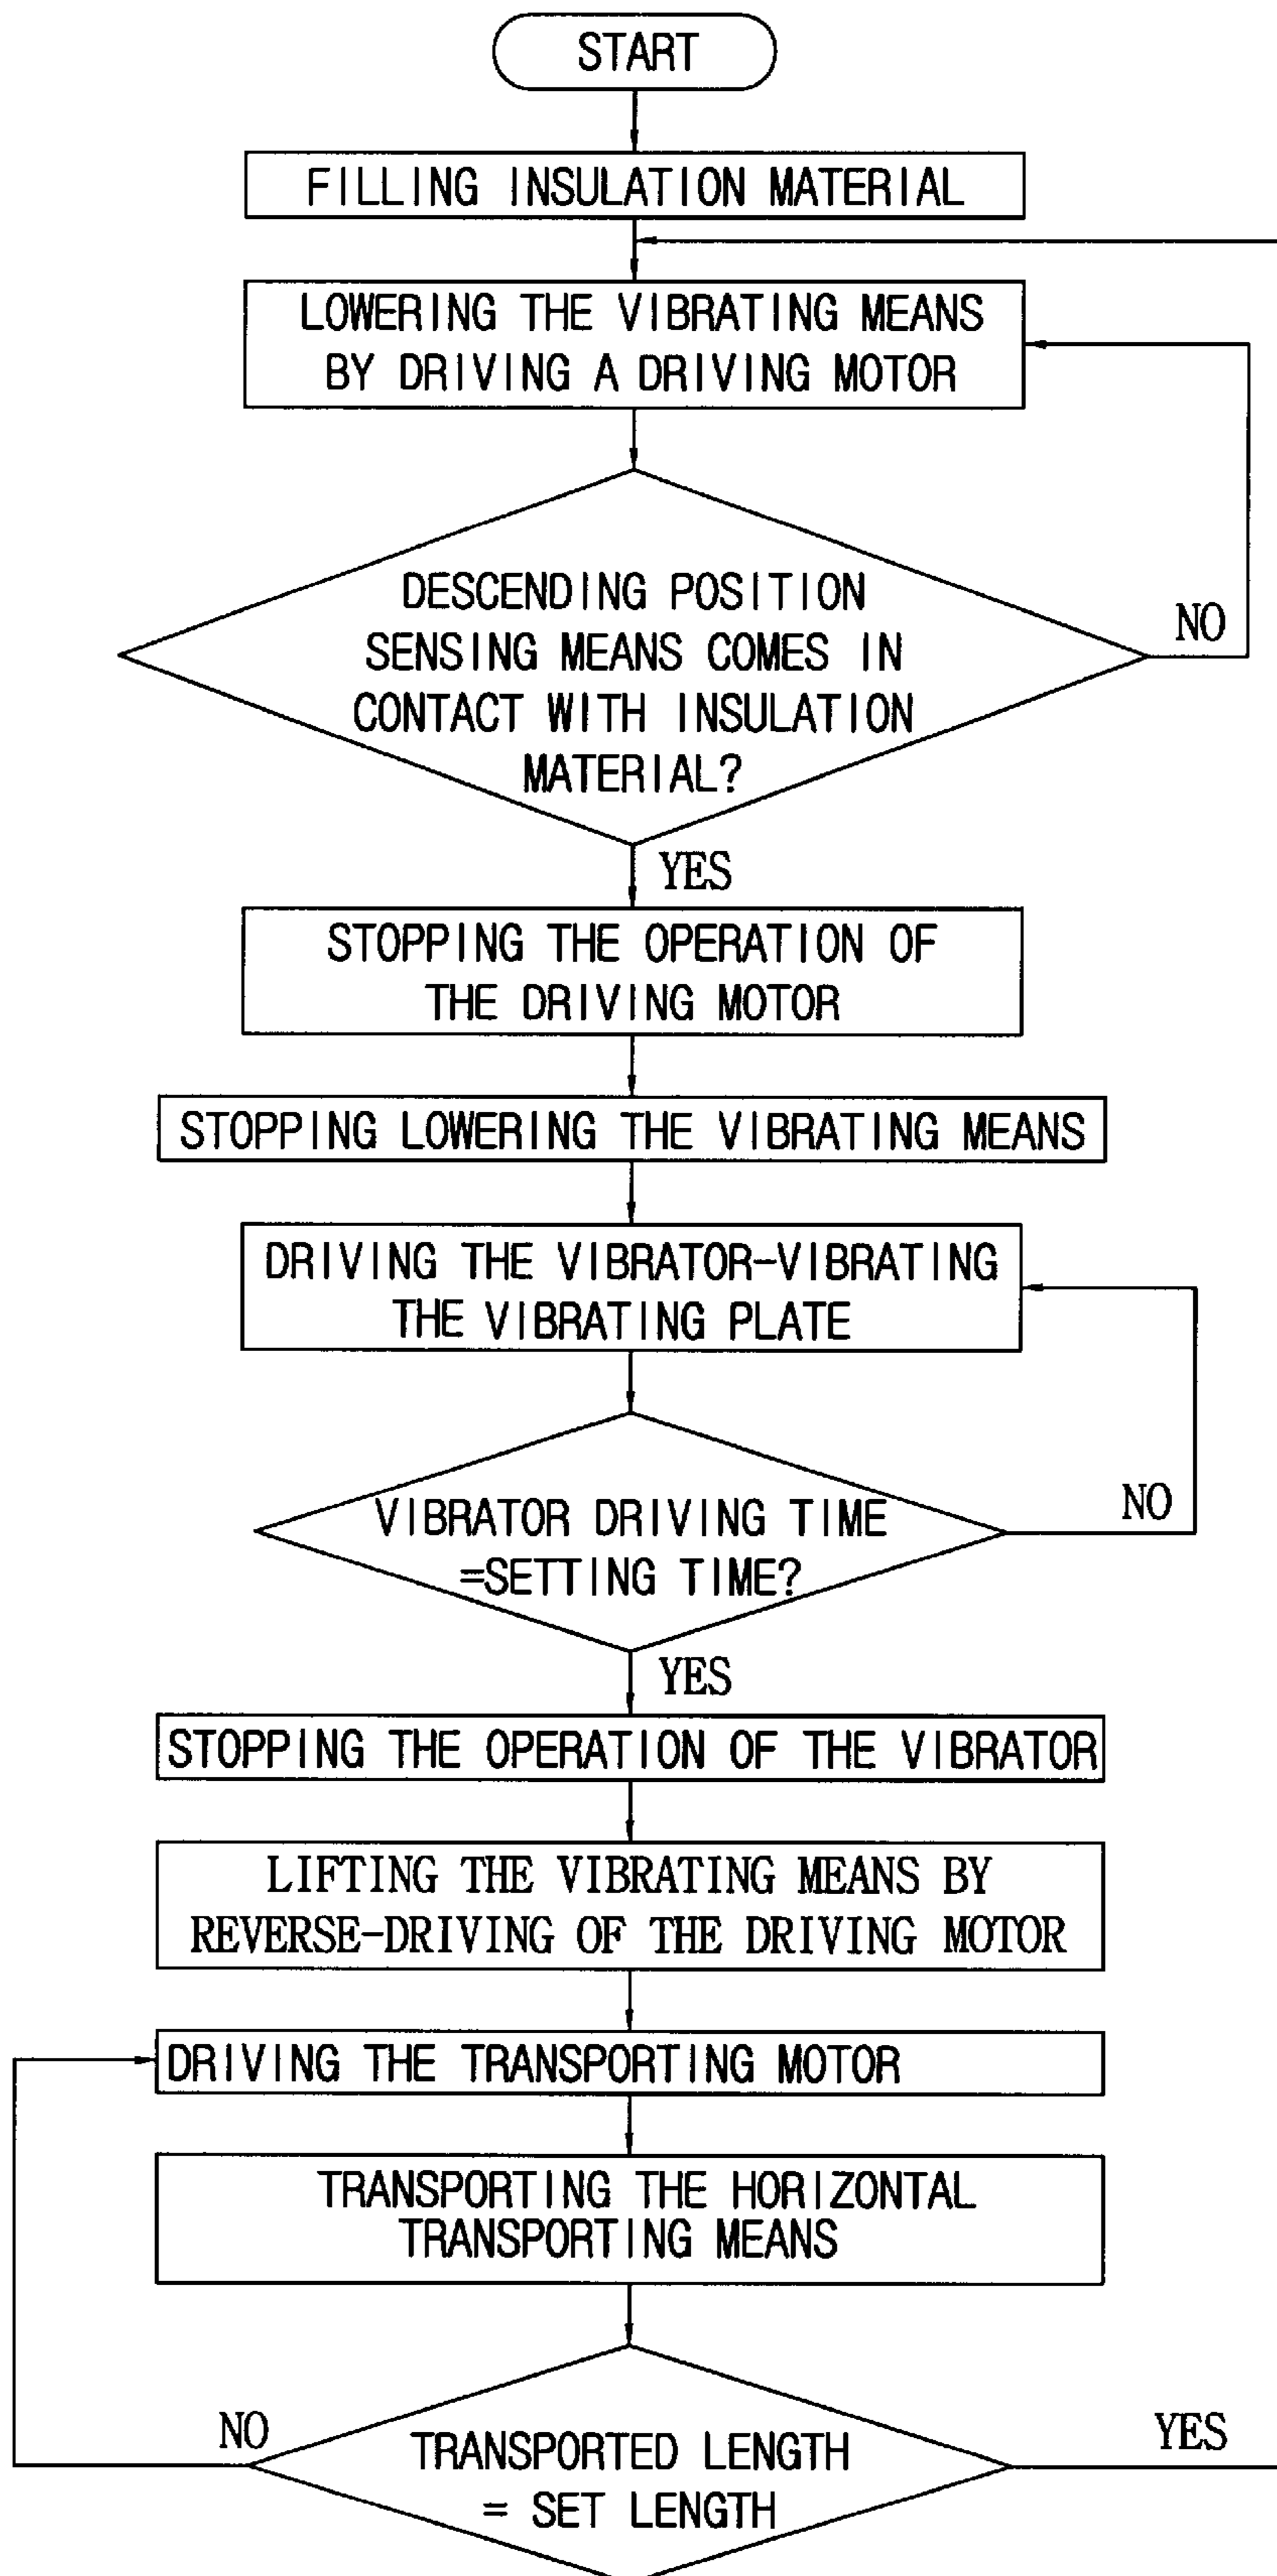 START
FILLING INSULATION MATERIAL
LOWERING THE VIBRATING MEANS
BY DRIVING A DRIVING MOTOR
DESCENDING POSITION
SENSING MEANS COMES IN
CONTACT WITH INSULATION
MATERIAL?
NO
YES
STOPPING THE OPERATION OF
THE DRIVING MOTOR
STOPPING LOWERING THE VIBRATING MEANS
DRIVING THE VIBRATOR-VIBRATING
THE VIBRATING PLATE
VIBRATOR DRIVING TIME
=SETTING TIME?
NO
YES
STOPPING THE OPERATION OF THE VIBRATOR
LIFTING THE VIBRATING MEANS BY
REVERSE-DRIVING OF THE DRIVING MOTOR
DRIVING THE TRANSPORTING MOTOR
TRANSPORTING THE HORIZONTAL
TRANSPORTING MEANS
NO
TRANSPORTED LENGTH
= SET LENGTH
YES